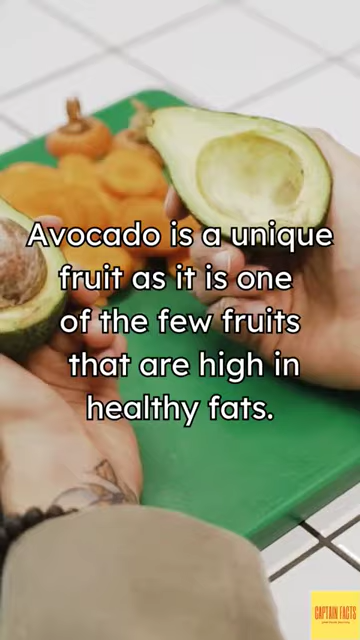 Avocado is a unique
fruit as it is one
of the few fruits
that are high in
healthy fats.
CAPTAIN FACTS